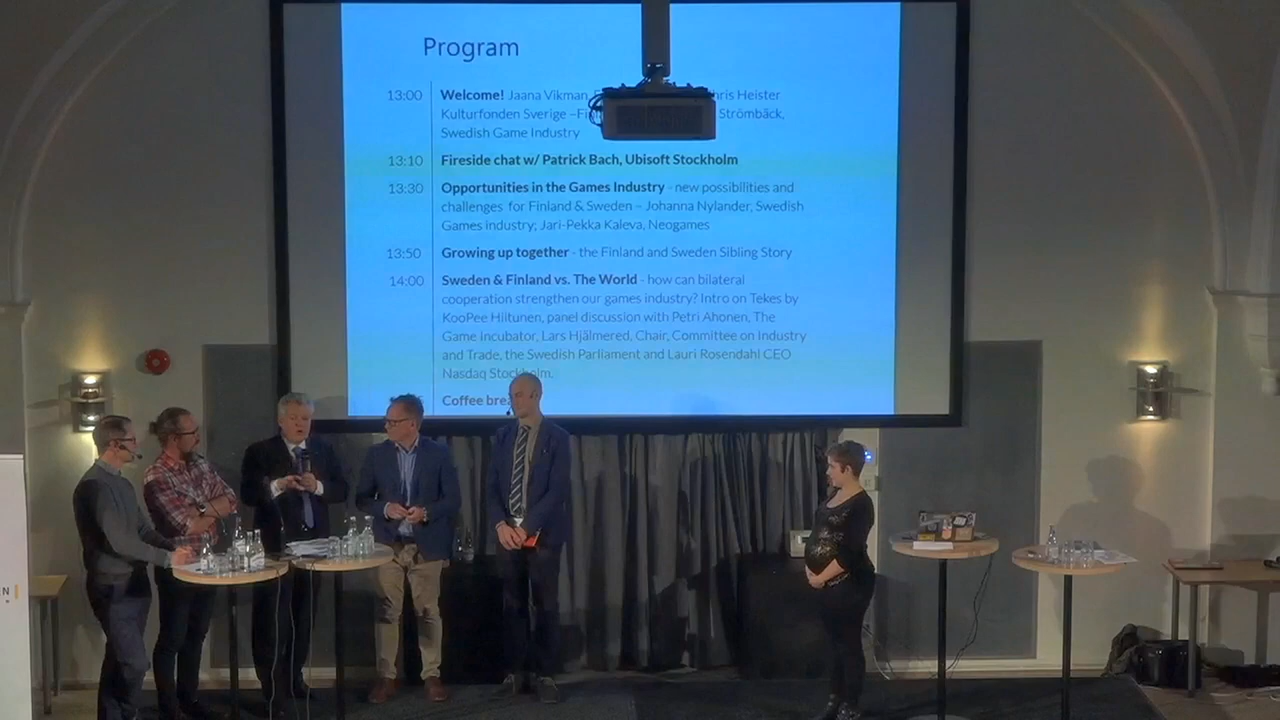 Program
13:00 Welcome! Jaana Vikman, Heister
Kulturfonden Sverige – Strömbäck,
Swedish Game Industry
13:10 Fireside chat w/ Patrick Bach, Ubisoft Stockholm
13:30 Opportunities in the Games Industry - new possibilities and
challenges for Finland & Sweden – Johanna Nylander, Swedish
Games industry; Jari-Pekka Kaleva, Neogames
13:50 Growing up together - the Finland and Sweden Sibling Story
14:00 Sweden & Finland vs. The World - how can bilateral
cooperation strengthen our games industry? Intro on Tekes by
KooPee Hiltunen, panel discussion with Petri Ahonen, The
Game Incubator, Lars Hjälmered, Chair, Committee on Industry
and Trade, the Swedish Parliament and Lauri Rosendahl CEO
Nasdaq Stockholm.
Coffee